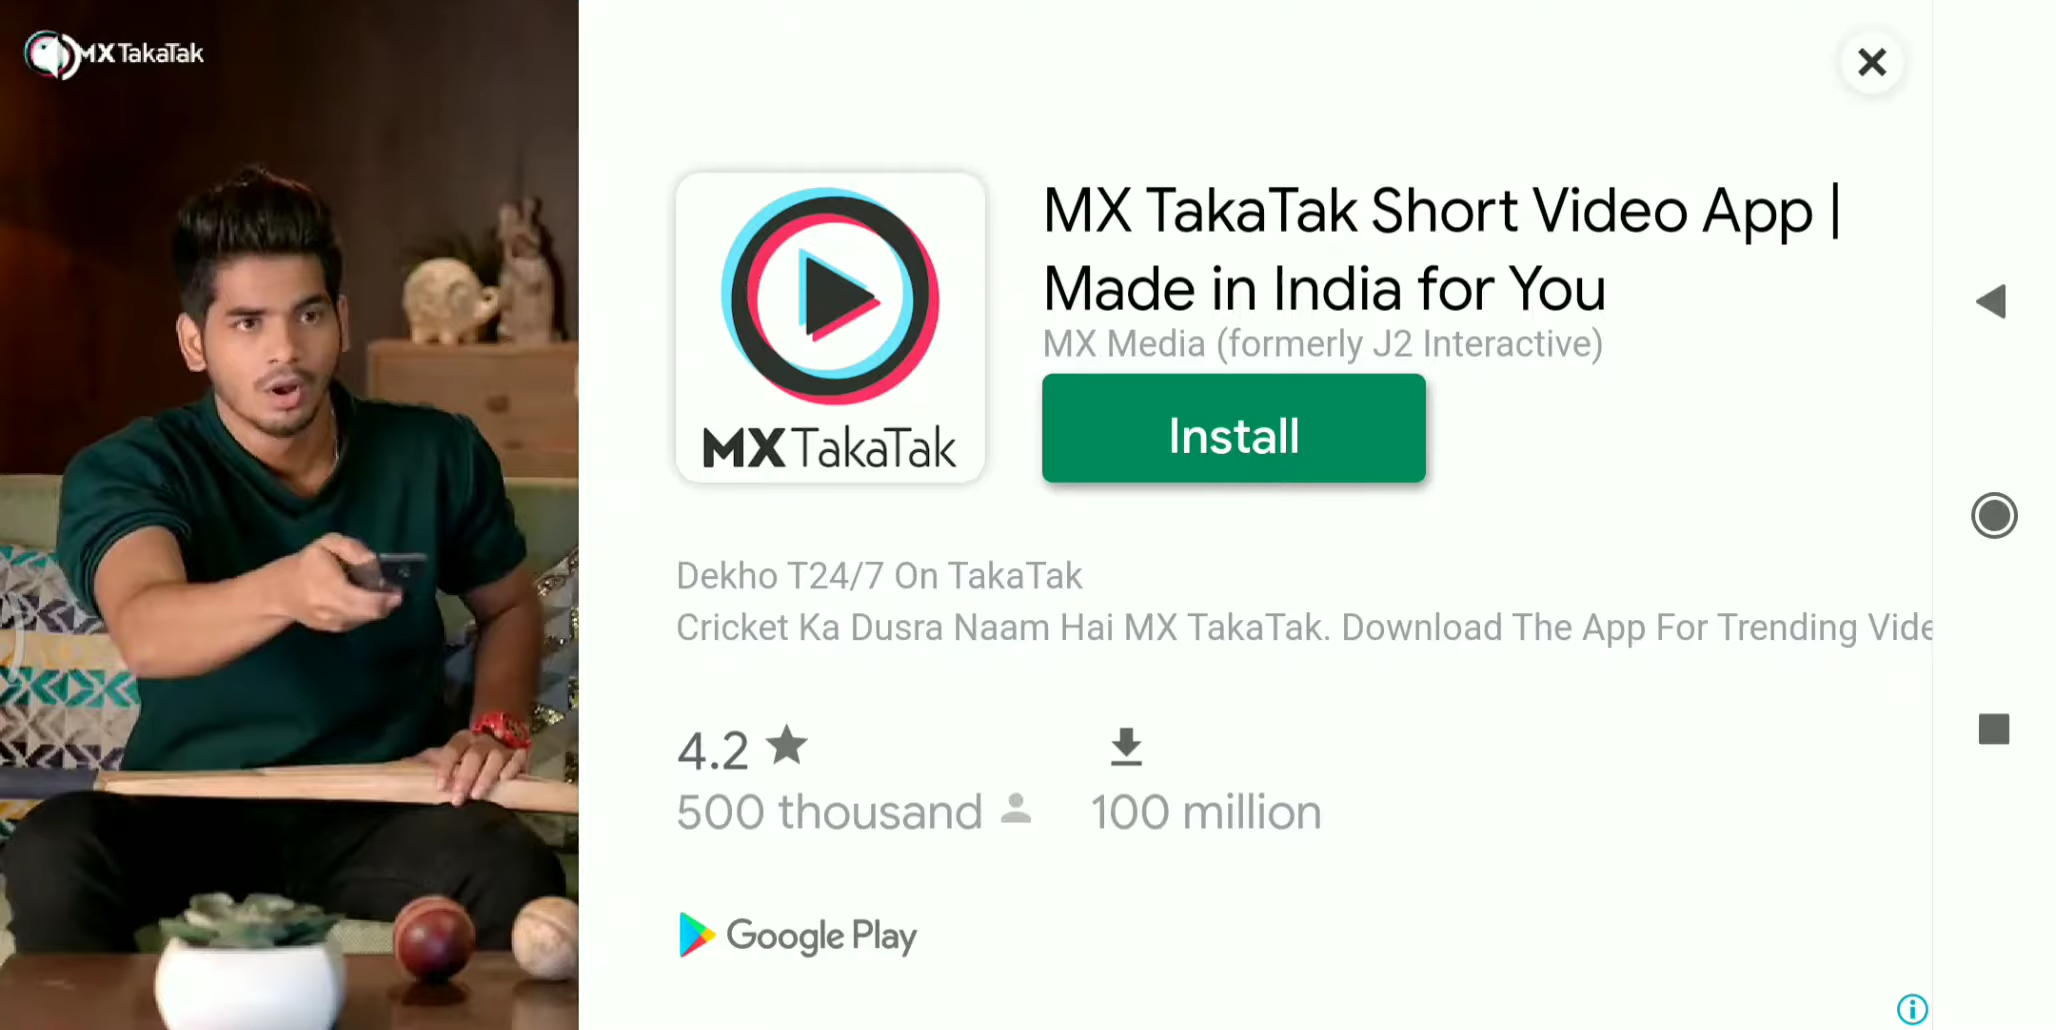 MX TakaTak
MX TakaTak Short Video App |
Made in India for You
MX Media (formerly J2 Interactive)
Install
MX TakaTak
Dekho T24/7 On TakaTak
Cricket Ka Dusra Naam Hai MX TakaTak. Download The App For Trending Vide
4.2
500 thousand
100 million
Google Play